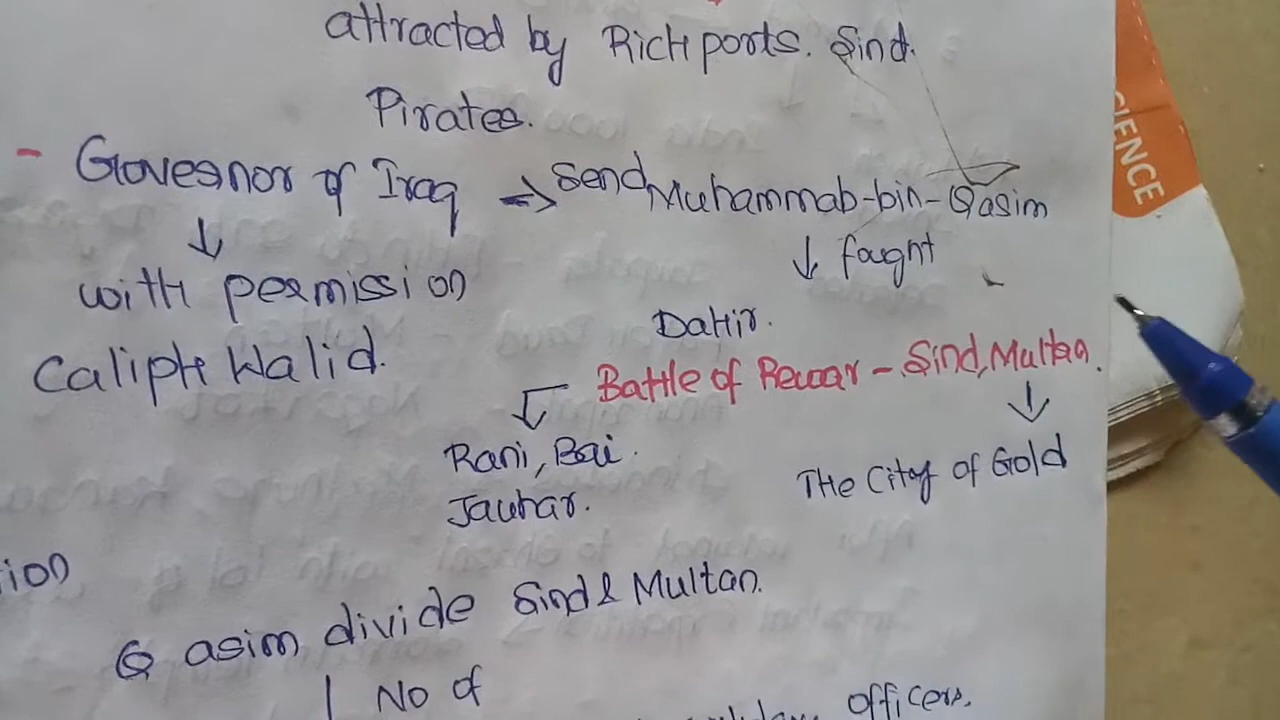 attracted by Rich ports. Sind.
Pirates.
- Governor of Iraq => Send Muhammab-bin-Qasim
↓ ↓ faught
with permission
Dahir.
Caliph Walid.
Battle of Rewar - Sind, Multan.
Rani, Bai.
The City of Gold
Jauhar.
ion
Qasim divide Sind & Multan.
No of
officers.
IENCE